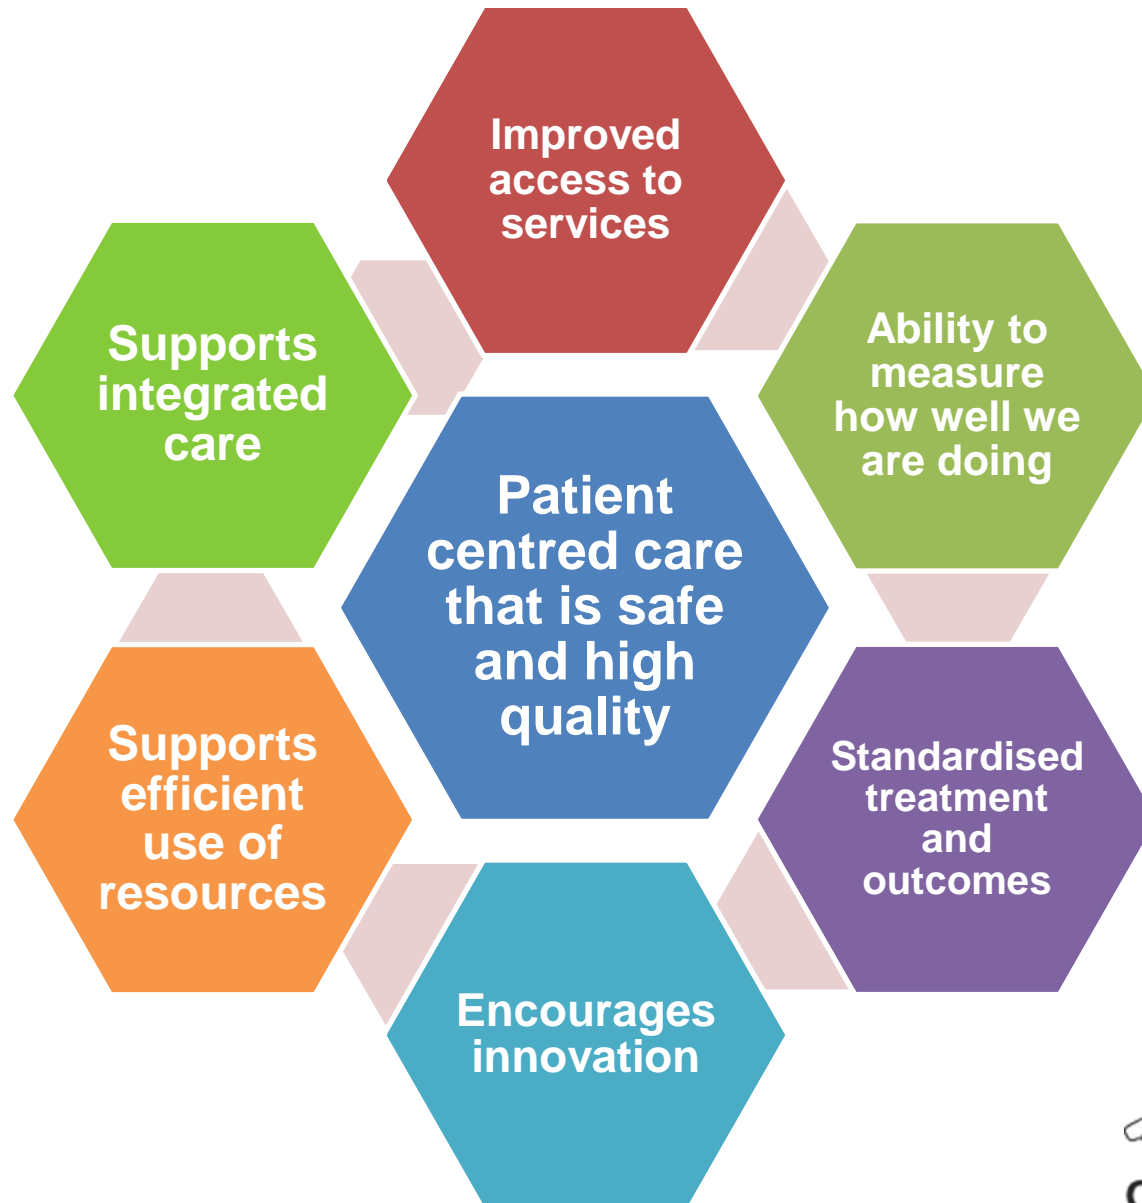 Improved
access to
services
Ability to
measure
how well we
are doing
Standardised
treatment
and
outcomes
Encourages
innovation
Supports
efficient
use of
resources
Supports
integrated
care
Patient
centred care
that is safe
and high
quality